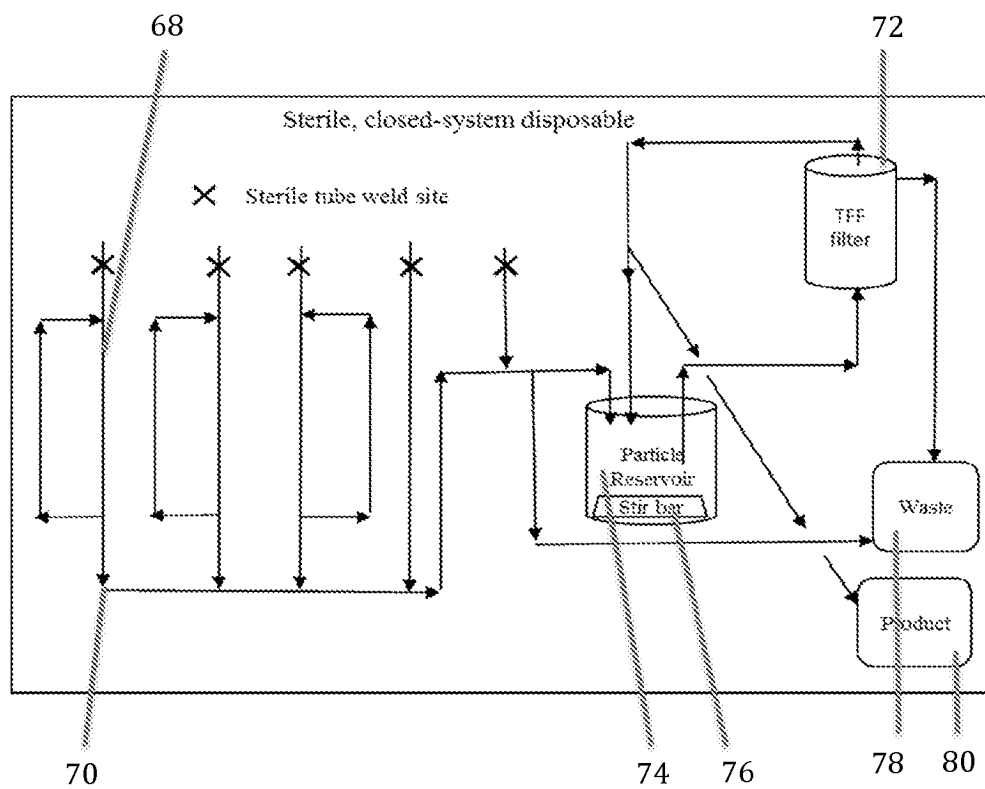 68
72
Sterile, closed-system disposable
Sterile tube weld site
TFF
filter
Particle
Reservoir
Stir bar
Waste
Product
70
74
76
78
80